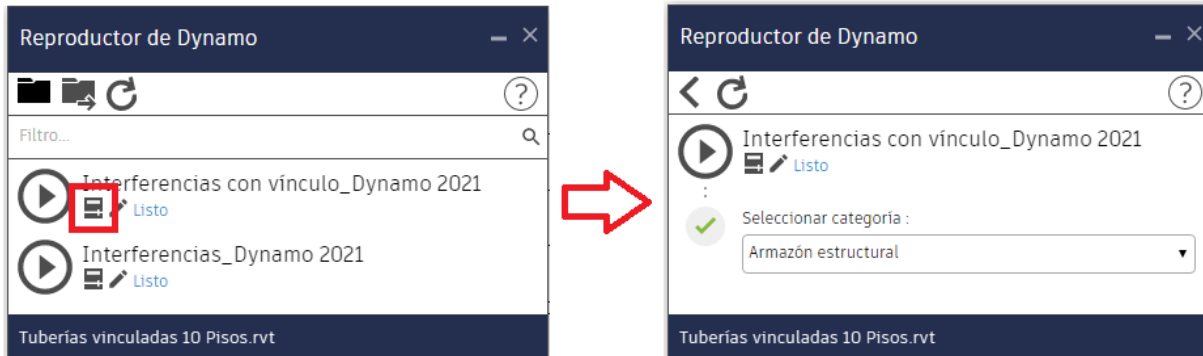 Reproductor de Dynamo
Filtro...
Interferencias con vínculo_Dynamo 2021
Listo
Interferencias_Dynamo 2021
Listo
Tuberías vinculadas 10 Pisos.rvt
Reproductor de Dynamo
Interferencias con vínculo_Dynamo 2021
Listo
:
Seleccionar categoría :
Armazón estructural
Tuberías vinculadas 10 Pisos.rvt